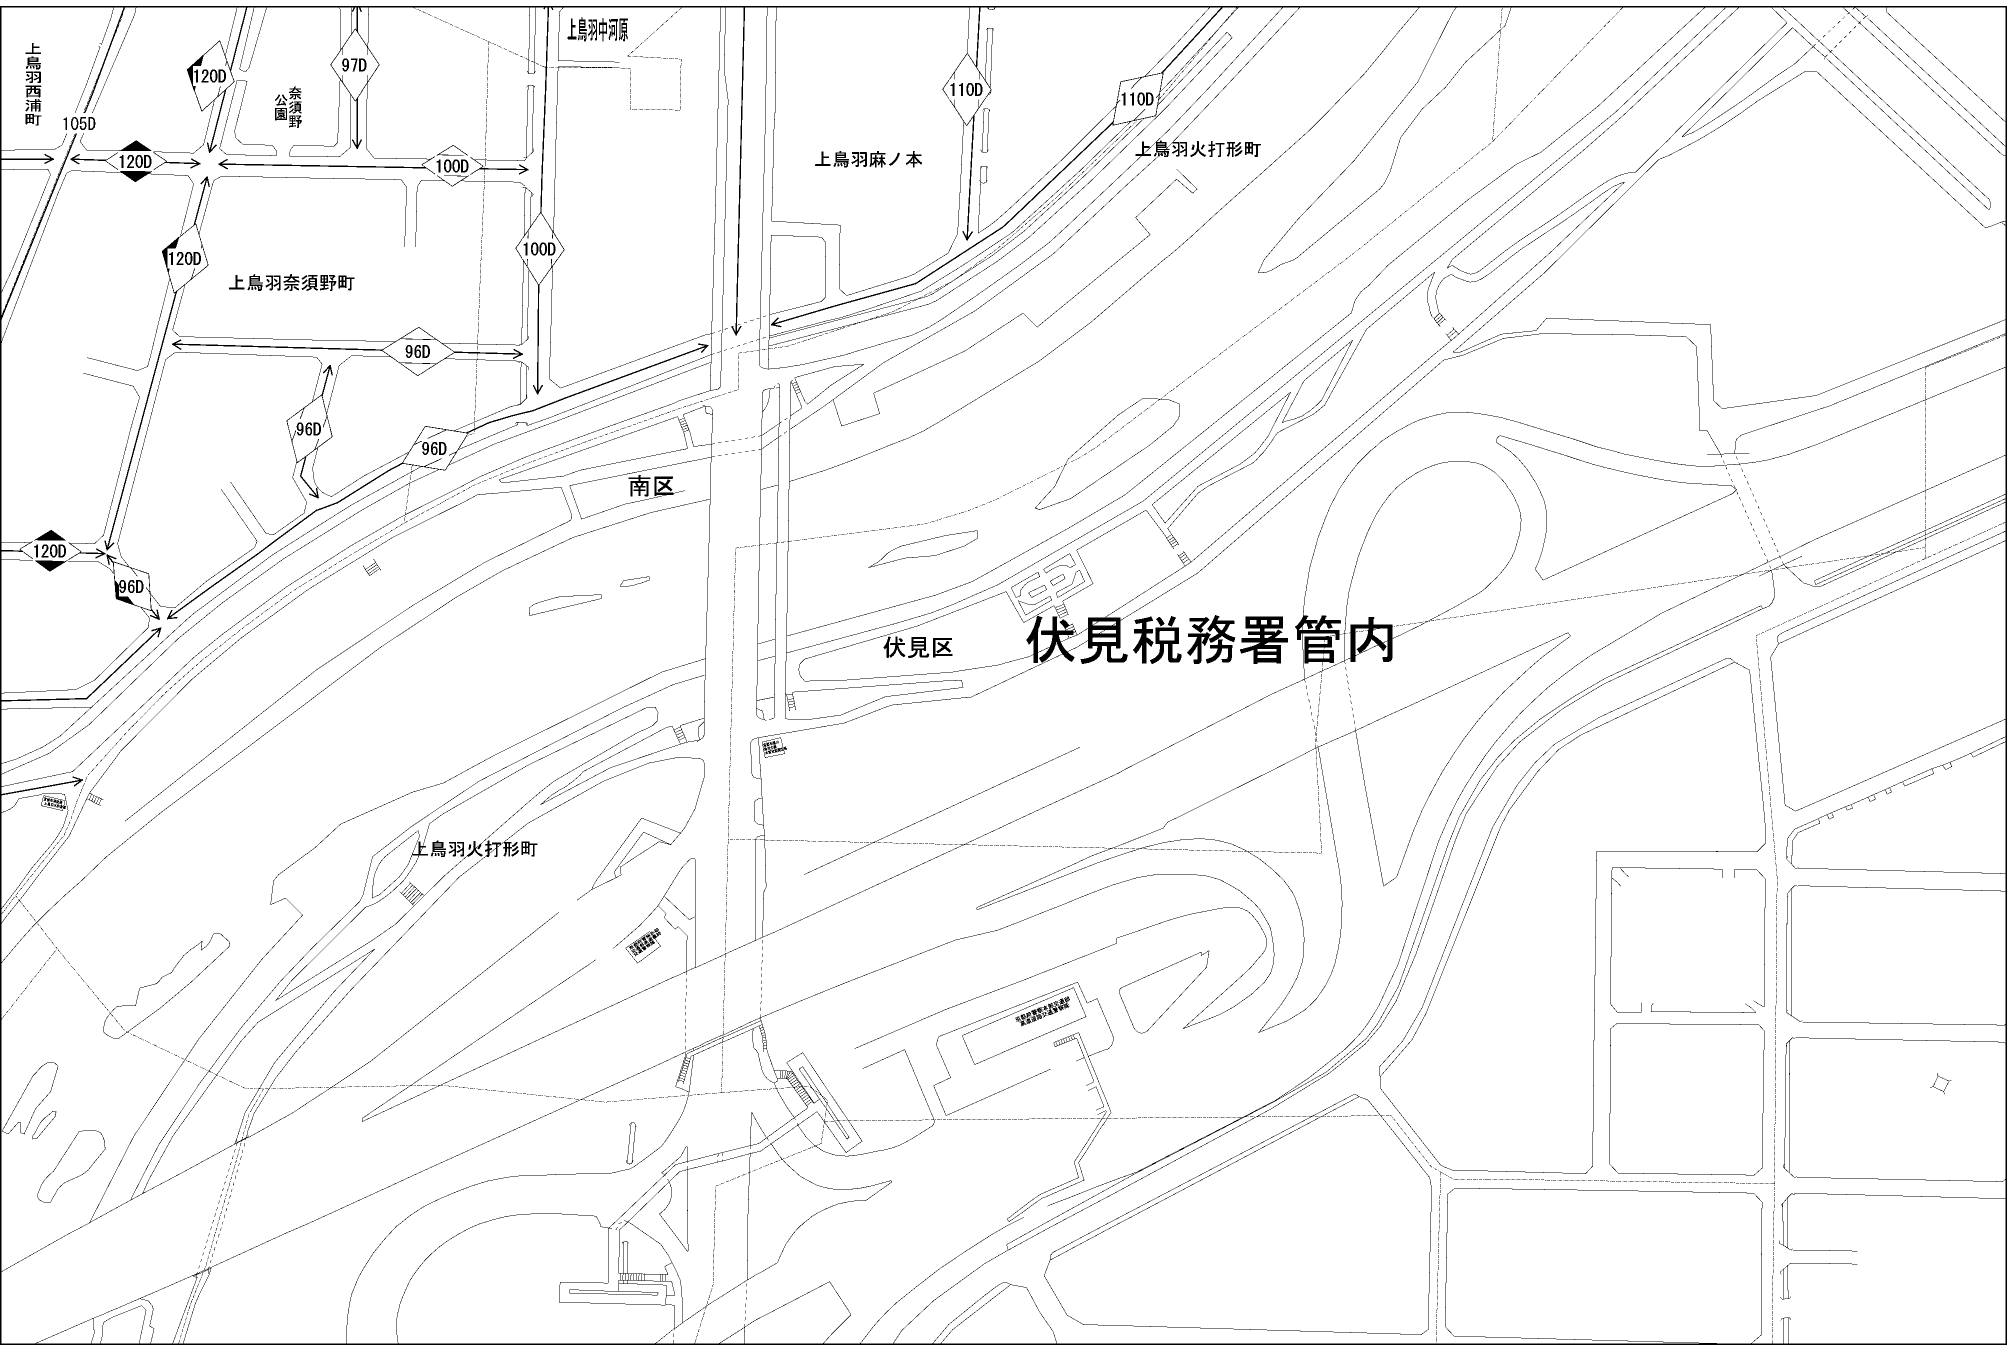 上鳥羽中河原
上鳥羽西浦町
120D
97D
奈須野
公園
110D
110D
105D
120D
100D
上鳥羽麻ノ本
上鳥羽火打形町
120D
100D
上鳥羽奈須野町
96D
96D
96D
南区
120D
96D
伏見区
伏見税務署管内
上鳥羽火打形町